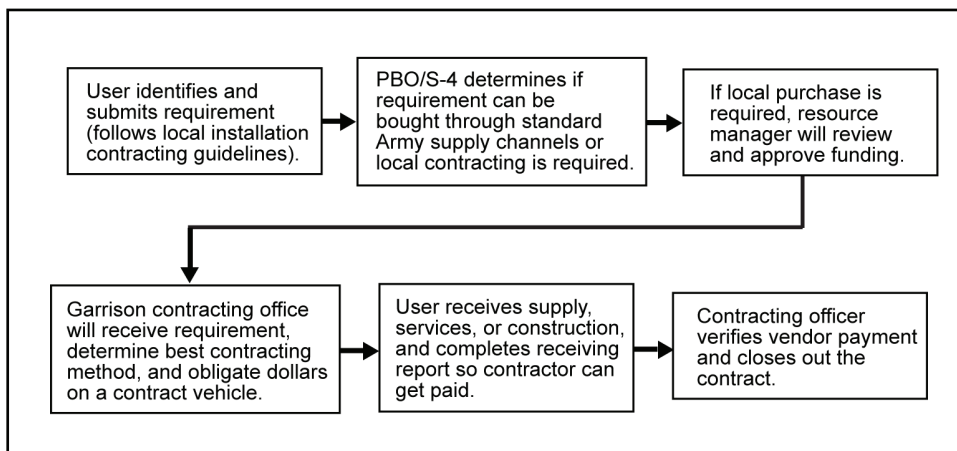 User identifies and
submits requirement
(follows local installation
contracting guidelines).
PBO/S-4 determines if
requirement can be
bought through standard
Army supply channels or
local contracting is required.
If local purchase is
required, resource
manager will review
and approve funding.
Garrison contracting office
will receive requirement,
determine best contracting
method, and obligate dollars
on a contract vehicle.
User receives supply,
services, or construction,
and completes receiving
report so contractor can
get paid.
Contracting officer
verifies vendor payment
and closes out the
contract.